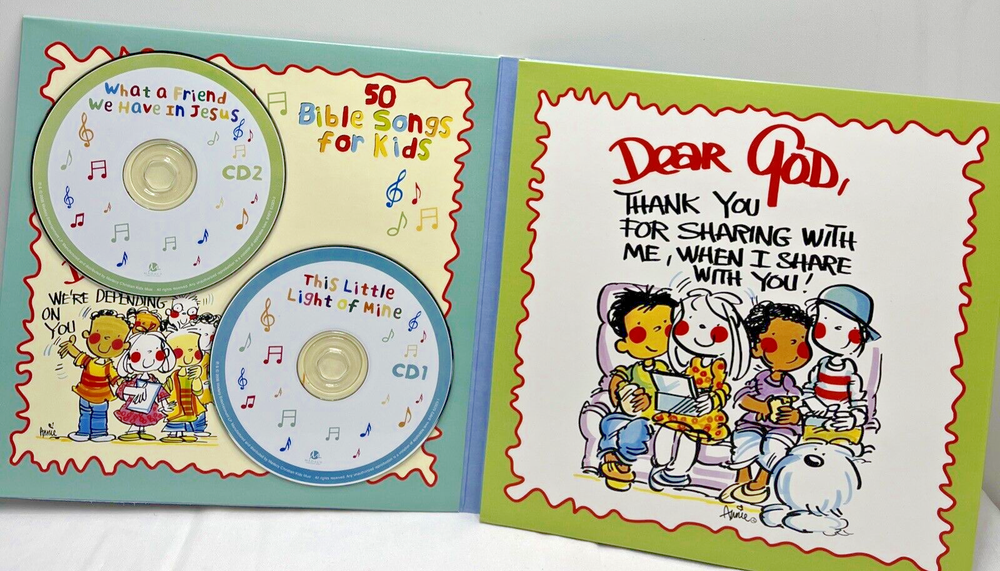 What a Friend
We Have In Jesus
CD2
50
Bible Songs
for Kids
WE'RE DEPENDING
ON
YOU
Annie
This Little
Light of Mine
CD1
Dear God,
THANK YOU
FOR SHARING WITH
ME, WHEN I SHARE
WITH YOU!
Annie